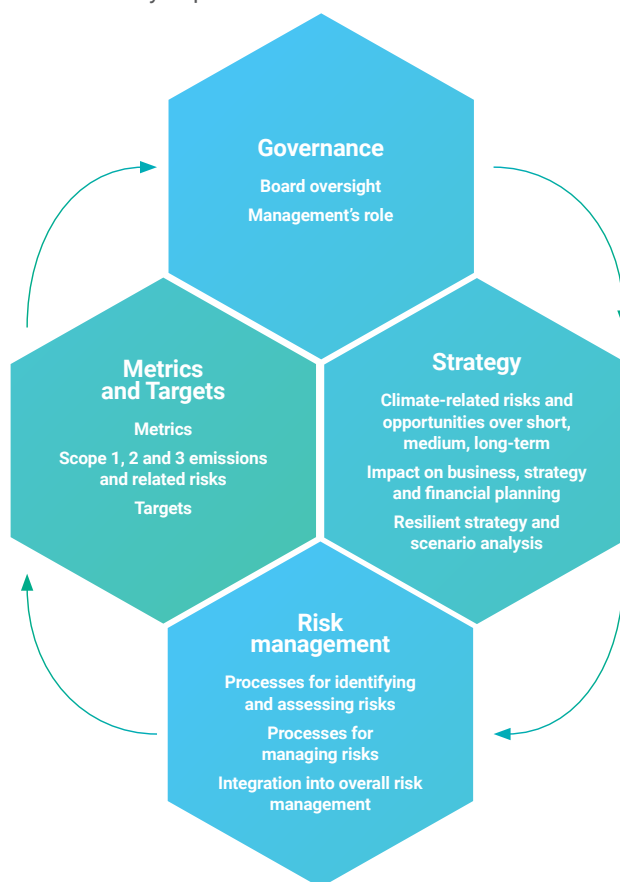 Governance
Board oversight
Management’s role
Metrics
and Targets
Metrics
Scope 1, 2 and 3 emissions
and related risks
Targets
Strategy
Climate-related risks and
opportunities over short,
medium, long-term
Impact on business, strategy
and financial planning
Resilient strategy and
scenario analysis
Risk
management
Processes for identifying
and assessing risks
Processes for
managing risks
Integration into overall risk
management